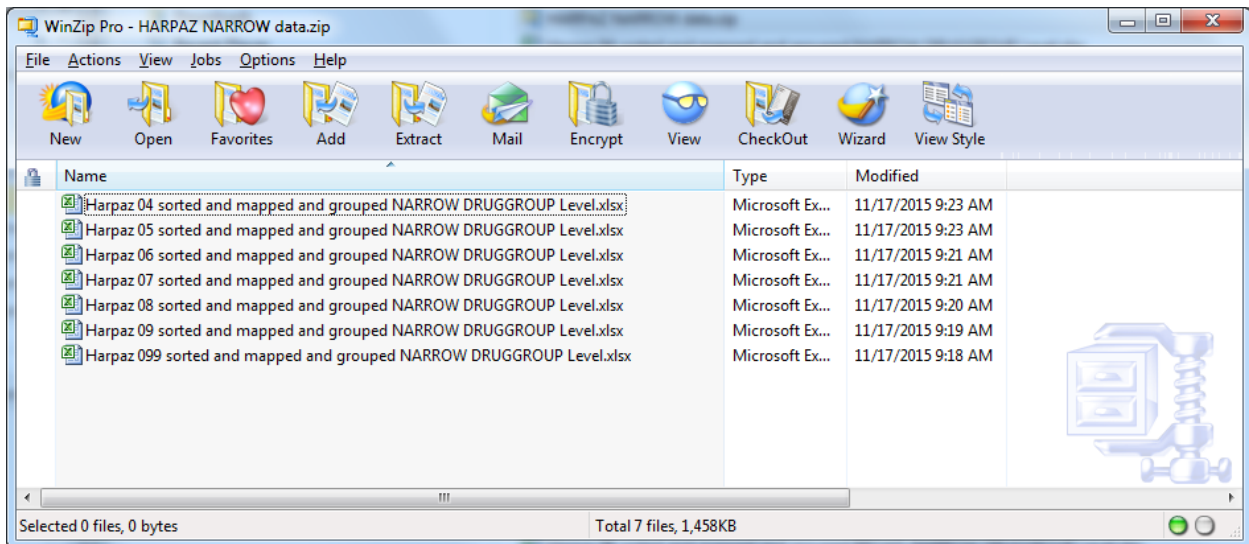 WinZip Pro - HARPAZ NARROW data.zip
File Actions View Jobs Options Help
New Open Favorites Add Extract Mail Encrypt View CheckOut Wizard View Style
Name Type Modified
Harpaz 04 sorted and mapped and grouped NARROW DRUGGROUP Level.xlsx Microsoft Ex... 11/17/2015 9:23 AM
Harpaz 05 sorted and mapped and grouped NARROW DRUGGROUP Level.xlsx Microsoft Ex... 11/17/2015 9:23 AM
Harpaz 06 sorted and mapped and grouped NARROW DRUGGROUP Level.xlsx Microsoft Ex... 11/17/2015 9:21 AM
Harpaz 07 sorted and mapped and grouped NARROW DRUGGROUP Level.xlsx Microsoft Ex... 11/17/2015 9:21 AM
Harpaz 08 sorted and mapped and grouped NARROW DRUGGROUP Level.xlsx Microsoft Ex... 11/17/2015 9:20 AM
Harpaz 09 sorted and mapped and grouped NARROW DRUGGROUP Level.xlsx Microsoft Ex... 11/17/2015 9:19 AM
Harpaz 099 sorted and mapped and grouped NARROW DRUGGROUP Level.xlsx Microsoft Ex... 11/17/2015 9:18 AM
Selected 0 files, 0 bytes Total 7 files, 1,458KB